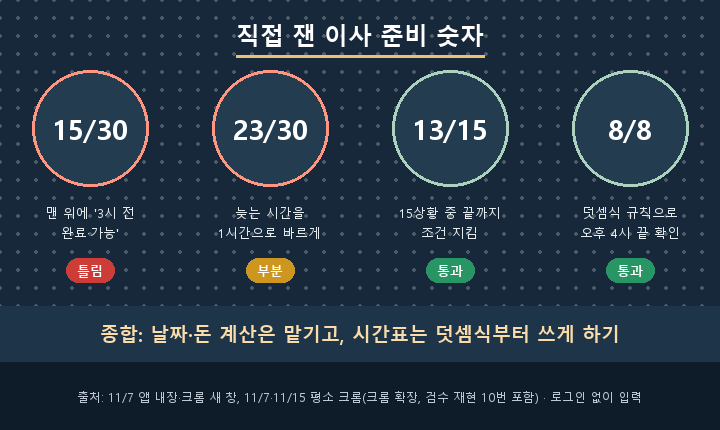 직접 잰 이사 준비 숫자
15/30
23/30
13/15
8/8
맨 위에 '3시 전
완료 가능'
늦는 시간을
1시간으로 바르게
15상황 중 끝까지
조건 지킴
덧셈식 규칙으로
오후 4시 끝 확인
틀림
부분
통과
통과
종합: 날짜·돈 계산은 맡기고, 시간표는 덧셈식부터 쓰게 하기
출처: 11/7 앱 내장·크롬 새 창, 11/7·11/15 평소 크롬(크롬 확장, 검수 재현 10번 포함) · 로그인 없이 입력